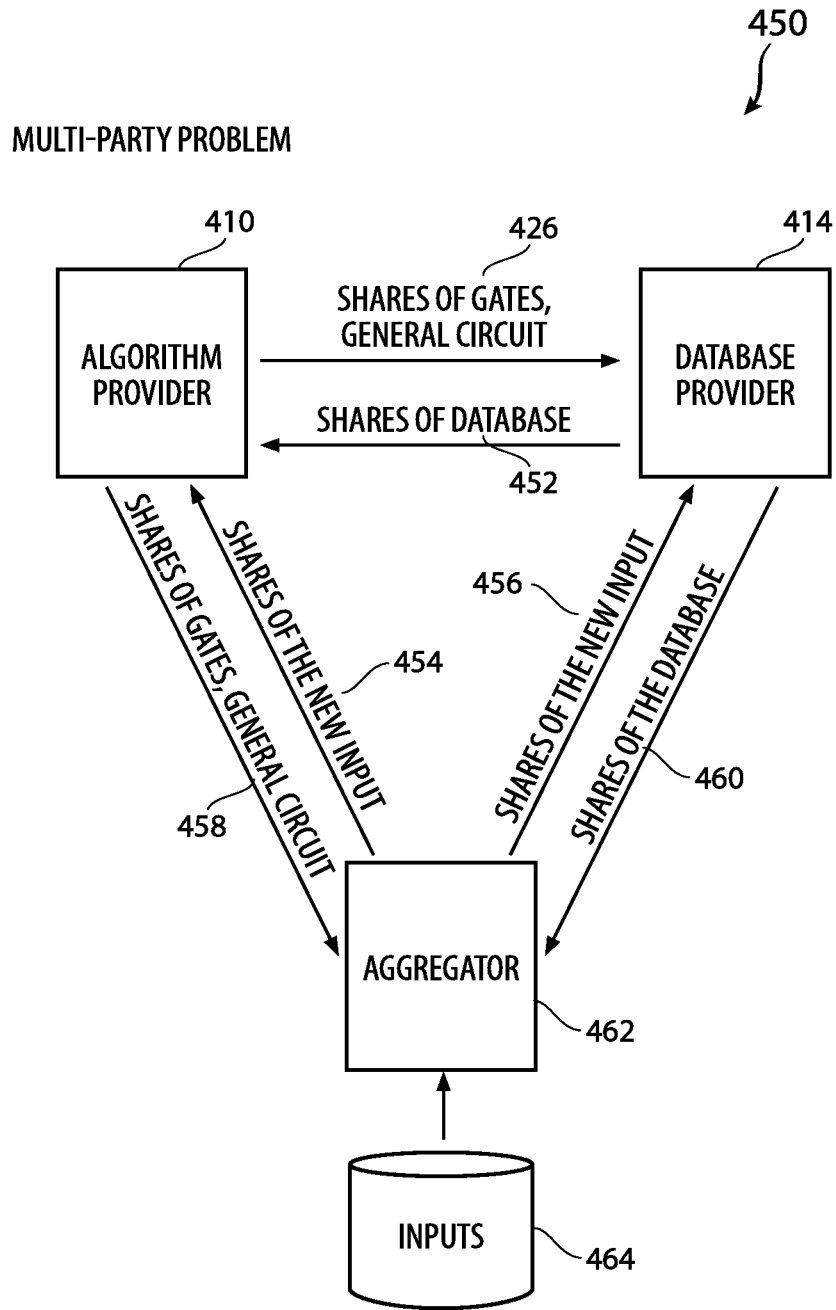 450
MULTI-PARTY PROBLEM
410
426
414
SHARES OF GATES,
GENERAL CIRCUIT
ALGORITHM
PROVIDER
DATABASE
PROVIDER
SHARES OF DATABASE
452
SHARES OF GATES, GENERAL CIRCUIT
SHARES OF THE NEW INPUT
456
SHARES OF THE NEW INPUT
SHARES OF THE DATABASE
454
458
460
AGGREGATOR
462
INPUTS
464